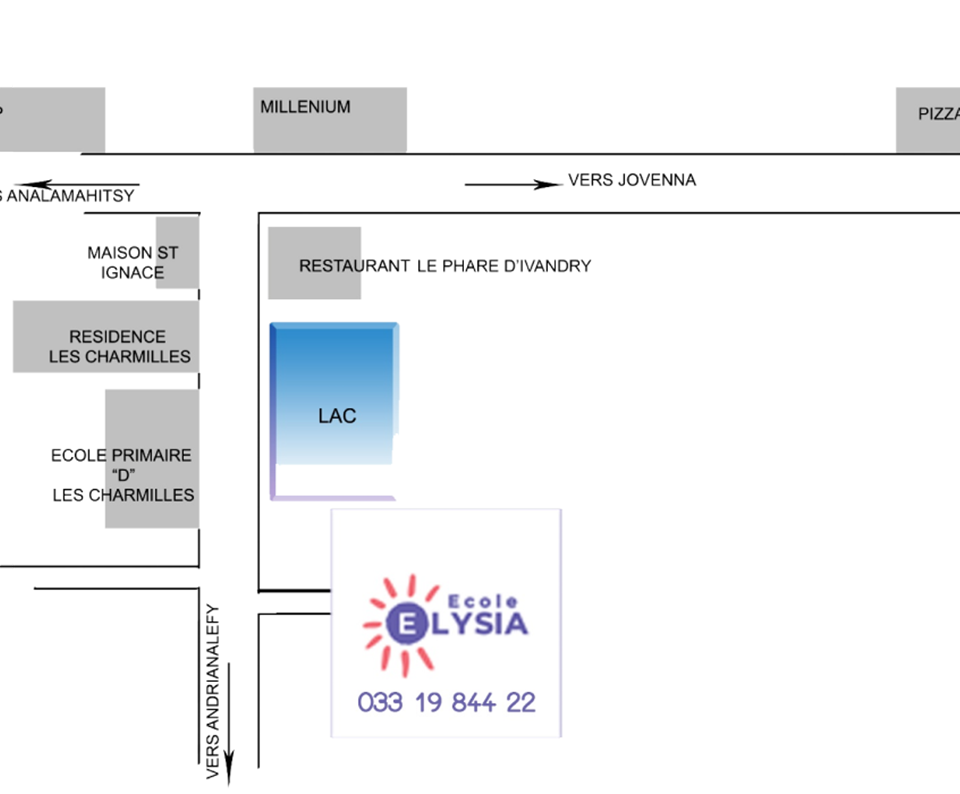 MILLENIUM
PIZZA
VERS JOVENNA
ANALAMAHITSY
MAISON ST
IGNACE
RESTAURANT LE PHARE D'IVANDRY
RESIDENCE
LES CHARMILLES
LAC
ECOLE PRIMAIRE
“D”
LES CHARMILLES
Ecole
ELYSIA
033 19 844 22
VERS ANDRIANALEFY